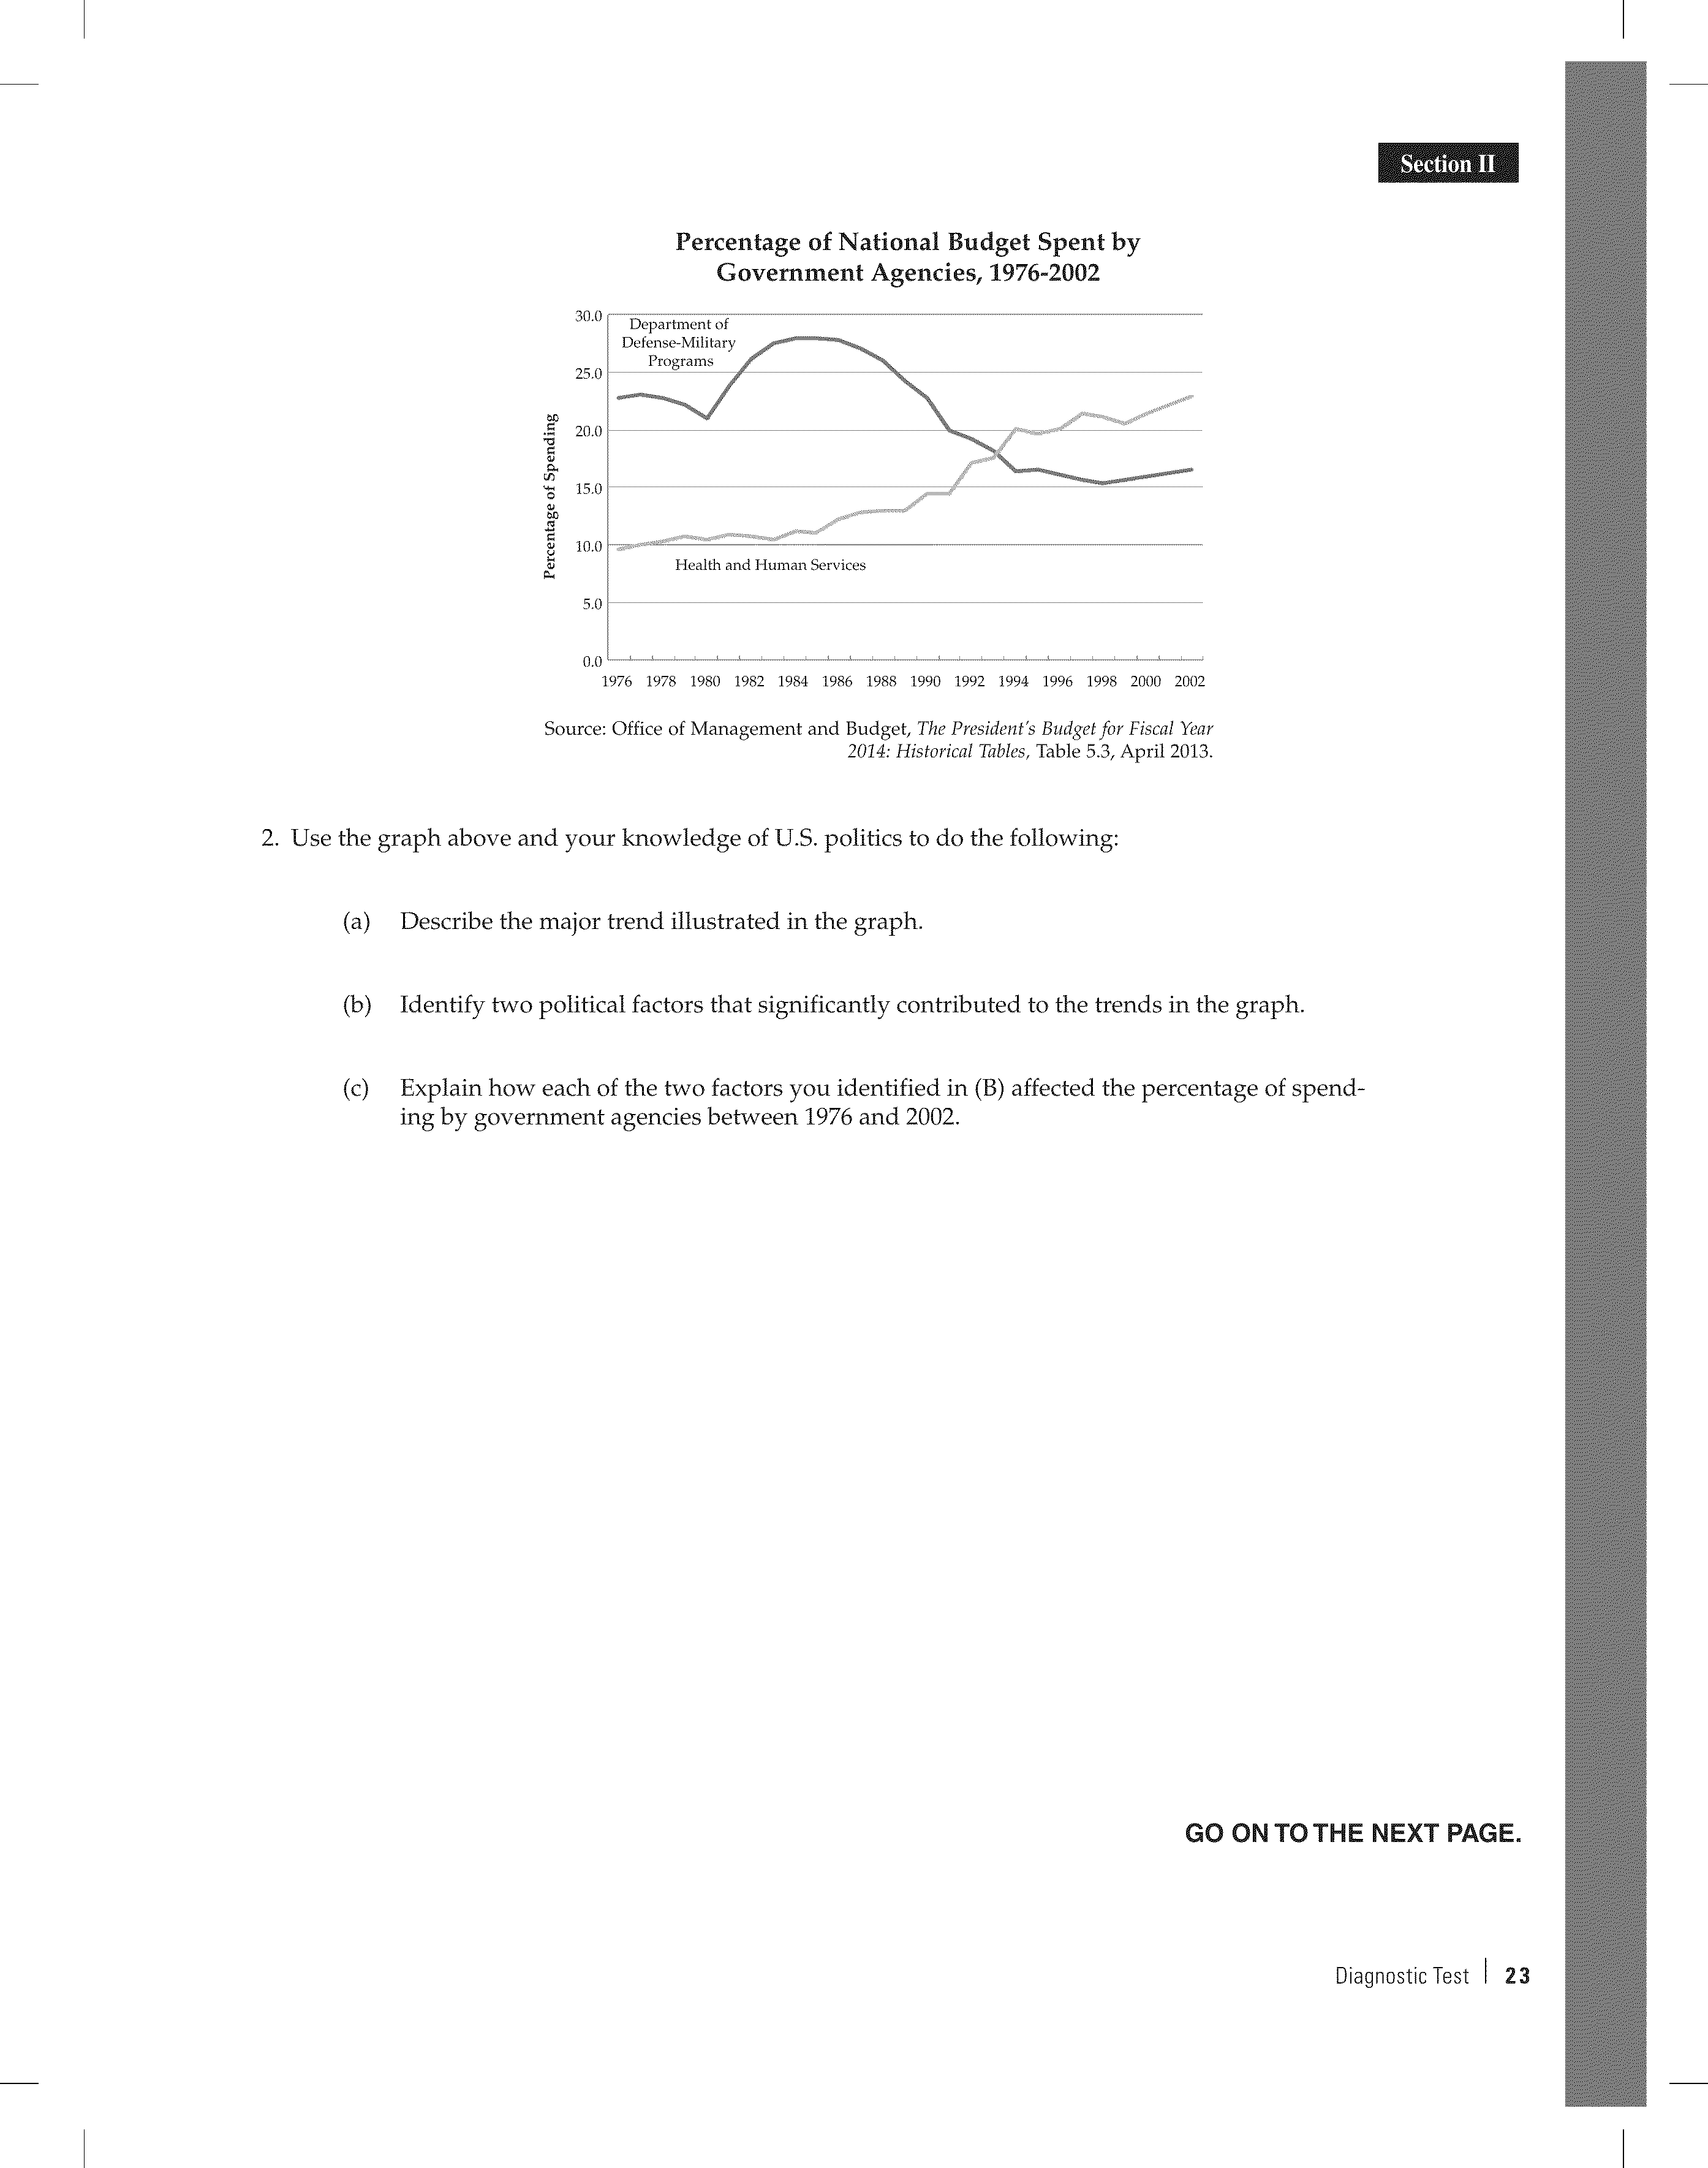 Section II
Percentage of National Budget Spent by
Government Agencies, 1976-2002
30.0
25.0
20.0
15.0
10.0
5.0
0.0
Percentage of Spending
Department of
Defense-Military
Programs
Health and Human Services
1976 1978 1980 1982 1984 1986 1988 1990 1992 1994 1996 1998 2000 2002
Source: Office of Management and Budget, The President's Budget for Fiscal Year
2014: Historical Tables, Table 5.3, April 2013.
2. Use the graph above and your knowledge of U.S. politics to do the following:
(a) Describe the major trend illustrated in the graph.
(b) Identify two political factors that significantly contributed to the trends in the graph.
(c) Explain how each of the two factors you identified in (B) affected the percentage of spend-
ing by government agencies between 1976 and 2002.
GO ON TO THE NEXT PAGE.
Diagnostic Test | 23